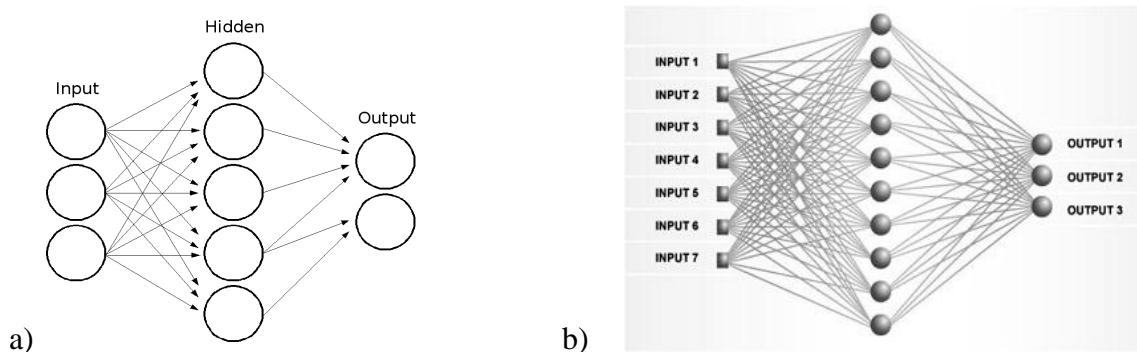 Hidden
Input
Output
a)
INPUT 1
INPUT 2
INPUT 3
INPUT 4
INPUT 5
INPUT 6
INPUT 7
OUTPUT 1
OUTPUT 2
OUTPUT 3
b)